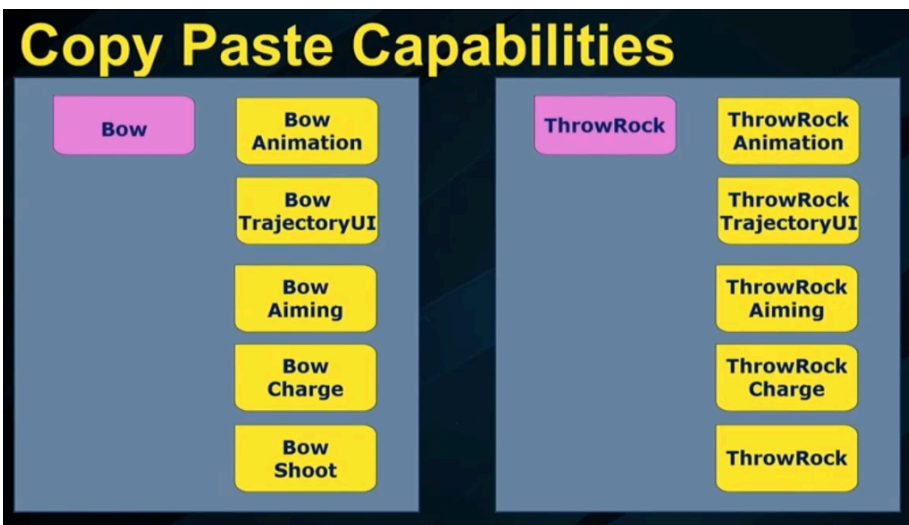 Copy Paste Capabilities
Bow
Bow
Animation
Bow
TrajectoryUI
Bow
Aiming
Bow
Charge
Bow
Shoot
ThrowRock
ThrowRock
Animation
ThrowRock
TrajectoryUI
ThrowRock
Aiming
ThrowRock
Charge
ThrowRock